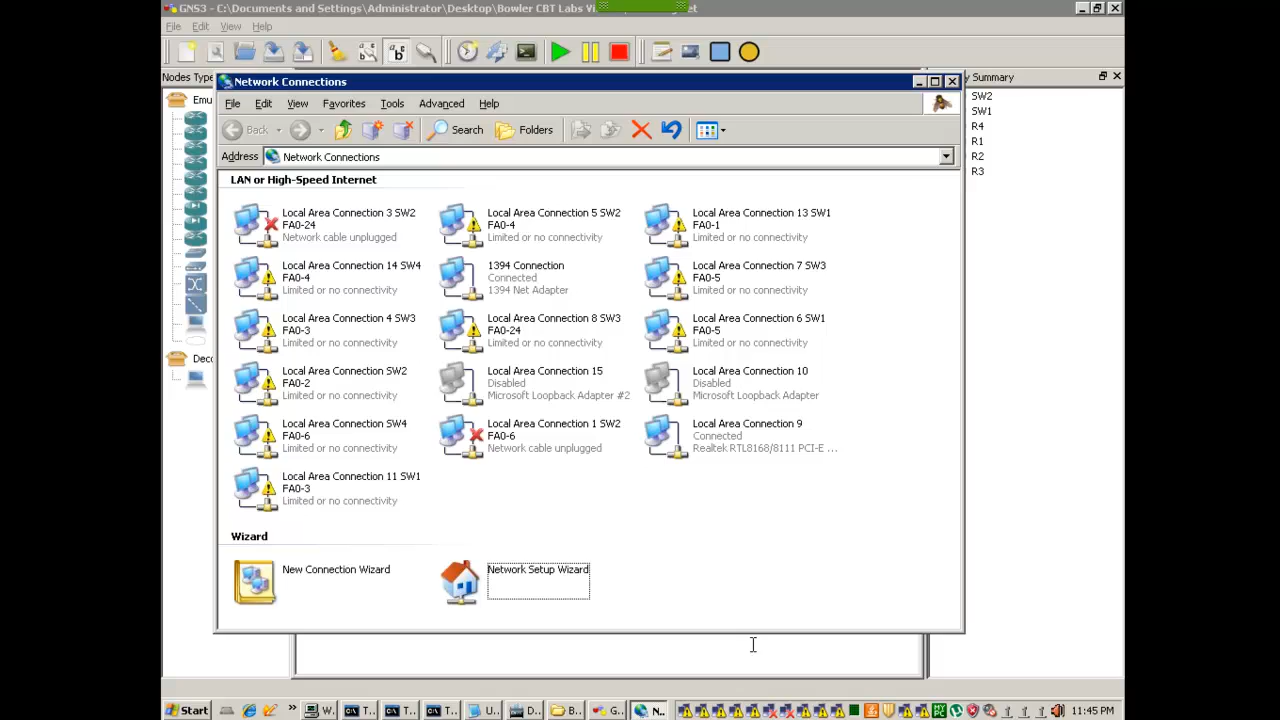 GNS3 - C:\Documents and Settings\Administrator\Desktop\Bowler CBT Labs Vi
File Edit View Help
Nodes Type
Network Connections
y Summary
File Edit View Favorites Tools Advanced Help
Emu
Back Search Folders
Address Network Connections
SW2
SW1
R4
R1
R2
R3
LAN or High-Speed Internet
Local Area Connection 3 SW2
FA0-24
Network cable unplugged
Local Area Connection 5 SW2
FA0-4
Limited or no connectivity
Local Area Connection 13 SW1
FA0-1
Limited or no connectivity
Local Area Connection 14 SW4
FA0-4
Limited or no connectivity
1394 Connection
Connected
1394 Net Adapter
Local Area Connection 7 SW3
FA0-5
Limited or no connectivity
Local Area Connection 4 SW3
FA0-3
Limited or no connectivity
Local Area Connection 8 SW3
FA0-24
Limited or no connectivity
Local Area Connection 6 SW1
FA0-5
Limited or no connectivity
Deco
Local Area Connection SW2
FA0-2
Limited or no connectivity
Local Area Connection 15
Disabled
Microsoft Loopback Adapter #2
Local Area Connection 10
Disabled
Microsoft Loopback Adapter
Local Area Connection SW4
FA0-6
Limited or no connectivity
Local Area Connection 1 SW2
FA0-6
Network cable unplugged
Local Area Connection 9
Connected
Realtek RTL8168/8111 PCI-E ...
Local Area Connection 11 SW1
FA0-3
Limited or no connectivity
Wizard
New Connection Wizard
Network Setup Wizard
Start W. T... T... T... U... D... B... G... N.. 11:45 PM